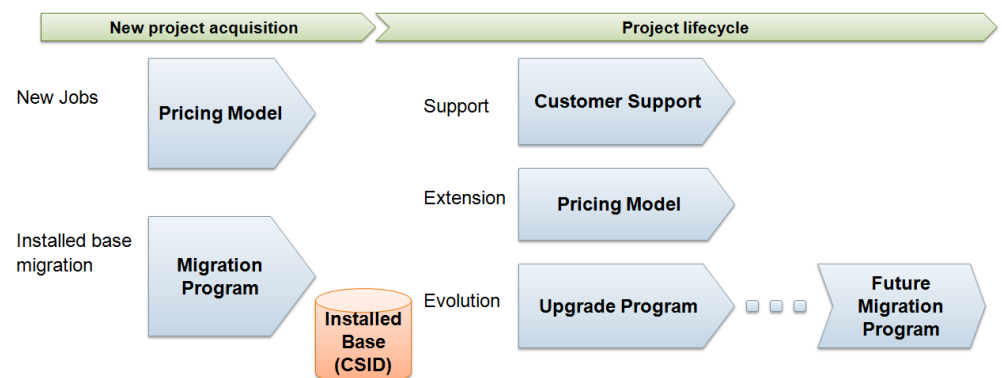 New project acquisition
Project lifecycle
New Jobs
Pricing Model
Support
Customer Support
Extension
Pricing Model
Installed base
migration
Migration
Program
Installed
Base
(CSID)
Evolution
Upgrade Program
Future
Migration
Program